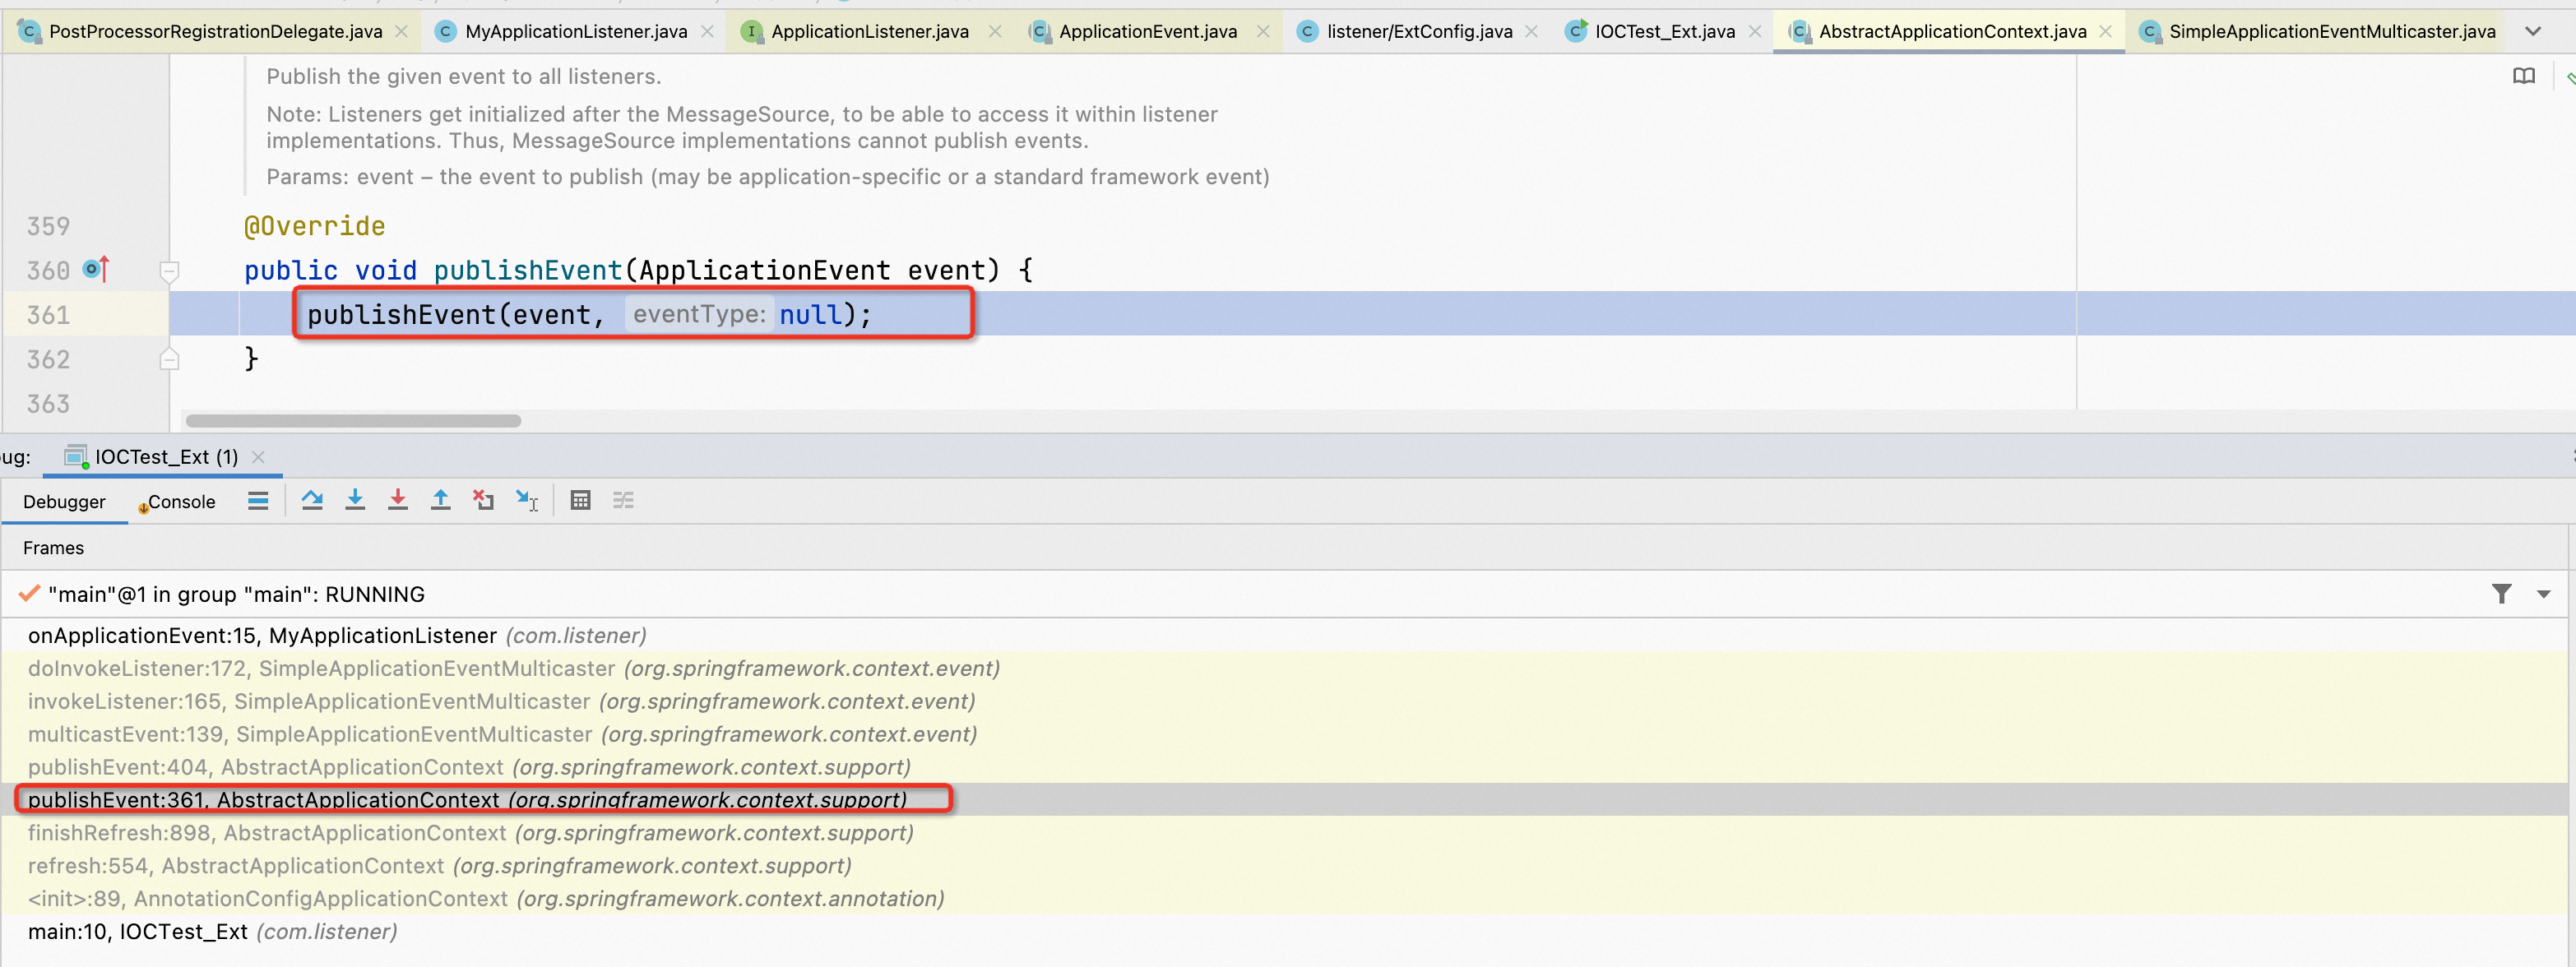 PostProcessorRegistrationDelegate.java MyApplicationListener.java ApplicationListener.java ApplicationEvent.java listener/ExtConfig.java IOCTest_Ext.java AbstractApplicationContext.java SimpleApplicationEventMulticaster.java
Publish the given event to all listeners.
Note: Listeners get initialized after the MessageSource, to be able to access it within listener
implementations. Thus, MessageSource implementations cannot publish events.
Params: event – the event to publish (may be application-specific or a standard framework event)
359 @Override
360 public void publishEvent(ApplicationEvent event) {
361 publishEvent(event, eventType: null);
362 }
363
ug: IOCTest_Ext (1)
Debugger Console
Frames
"main"@1 in group "main": RUNNING
onApplicationEvent:15, MyApplicationListener (com.listener)
doInvokeListener:172, SimpleApplicationEventMulticaster (org.springframework.context.event)
invokeListener:165, SimpleApplicationEventMulticaster (org.springframework.context.event)
multicastEvent:139, SimpleApplicationEventMulticaster (org.springframework.context.event)
publishEvent:404, AbstractApplicationContext (org.springframework.context.support)
publishEvent:361, AbstractApplicationContext (org.springframework.context.support)
finishRefresh:898, AbstractApplicationContext (org.springframework.context.support)
refresh:554, AbstractApplicationContext (org.springframework.context.support)
<init>:89, AnnotationConfigApplicationContext (org.springframework.context.annotation)
main:10, IOCTest_Ext (com.listener)